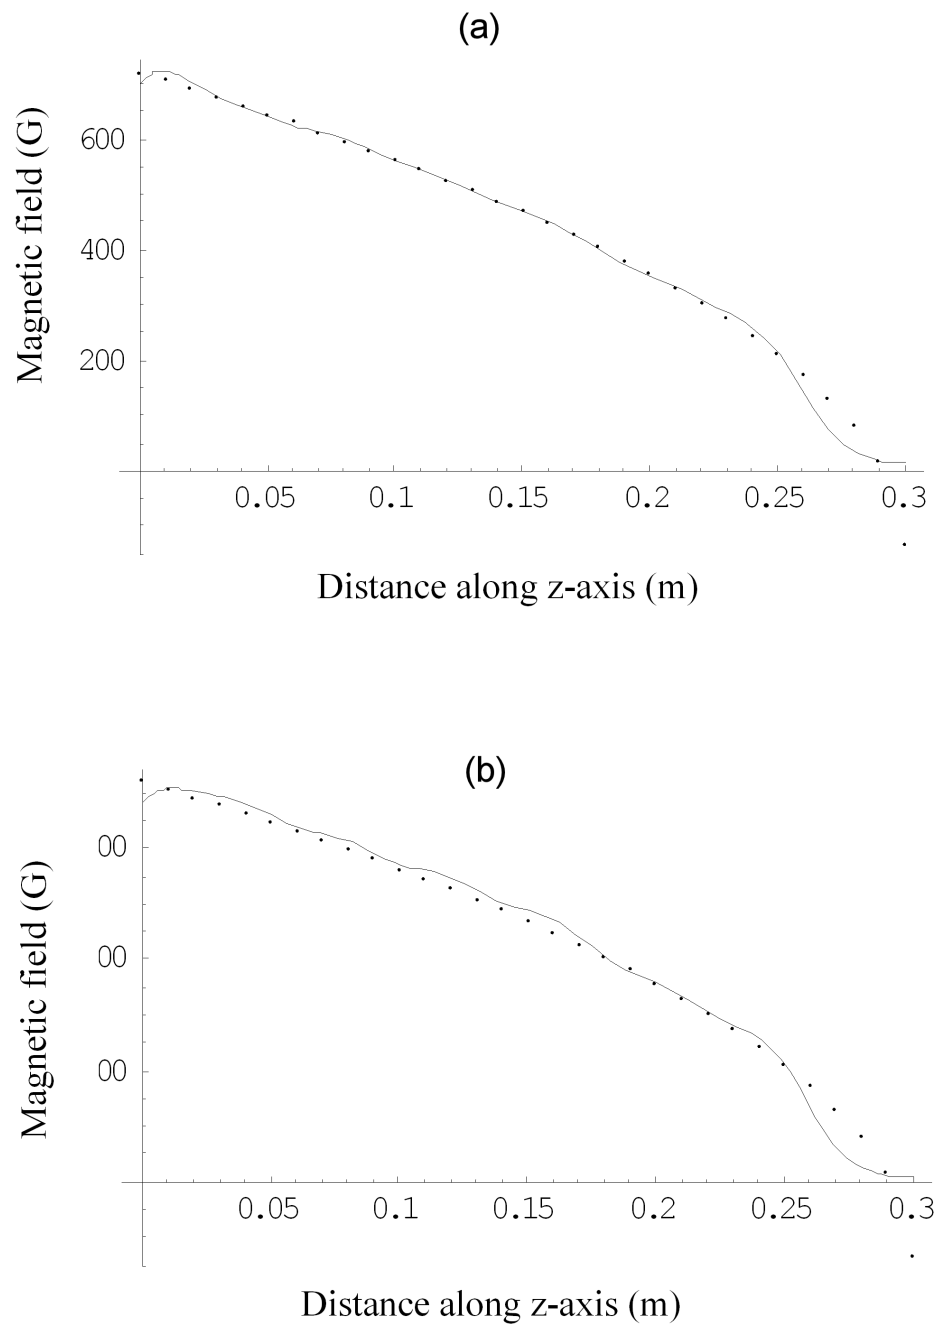 (a)
Magnetic field (G)
600
400
200
0.05 0.1 0.15 0.2 0.25 0.3
Distance along z-axis (m)
(b)
Magnetic field (G)
00
00
00
0.05 0.1 0.15 0.2 0.25 0.3
Distance along z-axis (m)